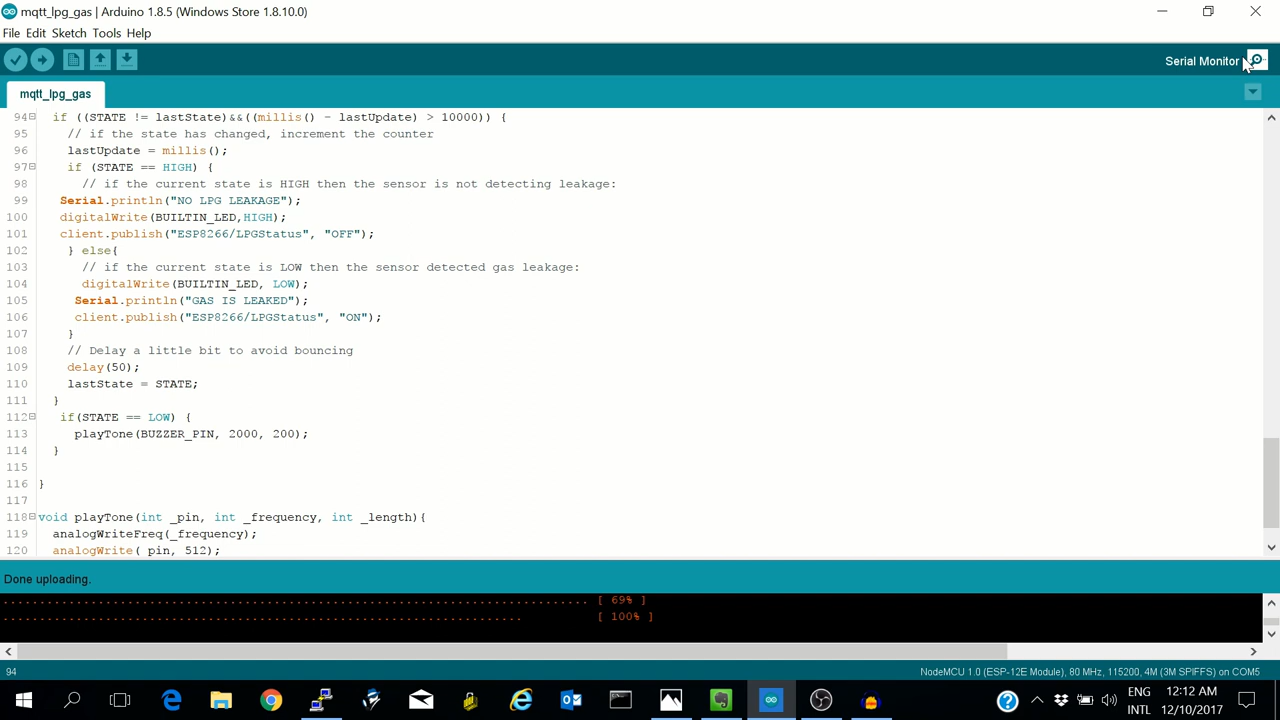 mqtt_lpg_gas | Arduino 1.8.5 (Windows Store 1.8.10.0)
File Edit Sketch Tools Help
Serial Monitor
mqtt_lpg_gas
94 if ((STATE != lastState)&&((millis() - lastUpdate) > 10000)) {
95 // if the state has changed, increment the counter
96 lastUpdate = millis();
97 if (STATE == HIGH) {
98 // if the current state is HIGH then the sensor is not detecting leakage:
99 Serial.println("NO LPG LEAKAGE");
100 digitalWrite(BUILTIN_LED,HIGH);
101 client.publish("ESP8266/LPGStatus", "OFF");
102 } else{
103 // if the current state is LOW then the sensor detected gas leakage:
104 digitalWrite(BUILTIN_LED, LOW);
105 Serial.println("GAS IS LEAKED");
106 client.publish("ESP8266/LPGStatus", "ON");
107 }
108 // Delay a little bit to avoid bouncing
109 delay(50);
110 lastState = STATE;
111 }
112 if(STATE == LOW) {
113 playTone(BUZZER_PIN, 2000, 200);
114 }
115
116 }
117
118 void playTone(int _pin, int _frequency, int _length){
119 analogWriteFreq(_frequency);
120 analogWrite( pin, 512);
Done uploading.
................................................................................ [ 69% ]
....................................................................... [ 100% ]
94
NodeMCU 1.0 (ESP-12E Module), 80 MHz, 115200, 4M (3M SPIFFS) on COM5
ENG
INTL
12:12 AM
12/10/2017